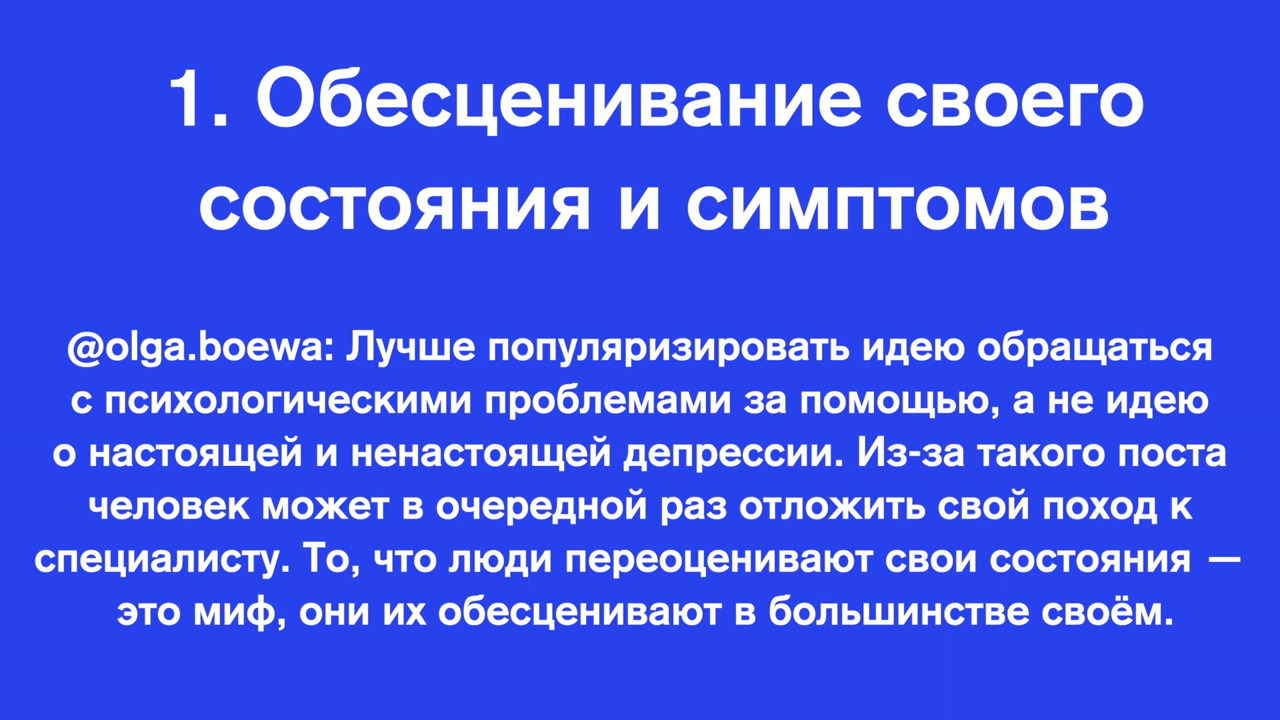 1. Обесценивание своего
состояния и симптомов
@olga.boewa: Лучше популяризировать идею обращаться
с психологическими проблемами за помощью, а не идею
о настоящей и ненастоящей депрессии. Из-за такого поста
человек может в очередной раз отложить свой поход к
специалисту. То, что люди переоценивают свои состояния —
это миф, они их обесценивают в большинстве своём.